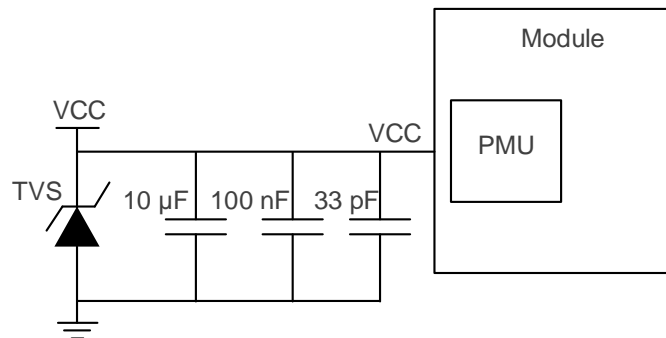 Module
VCC
VCC
PMU
TVS
10 µF
100 nF
33 pF